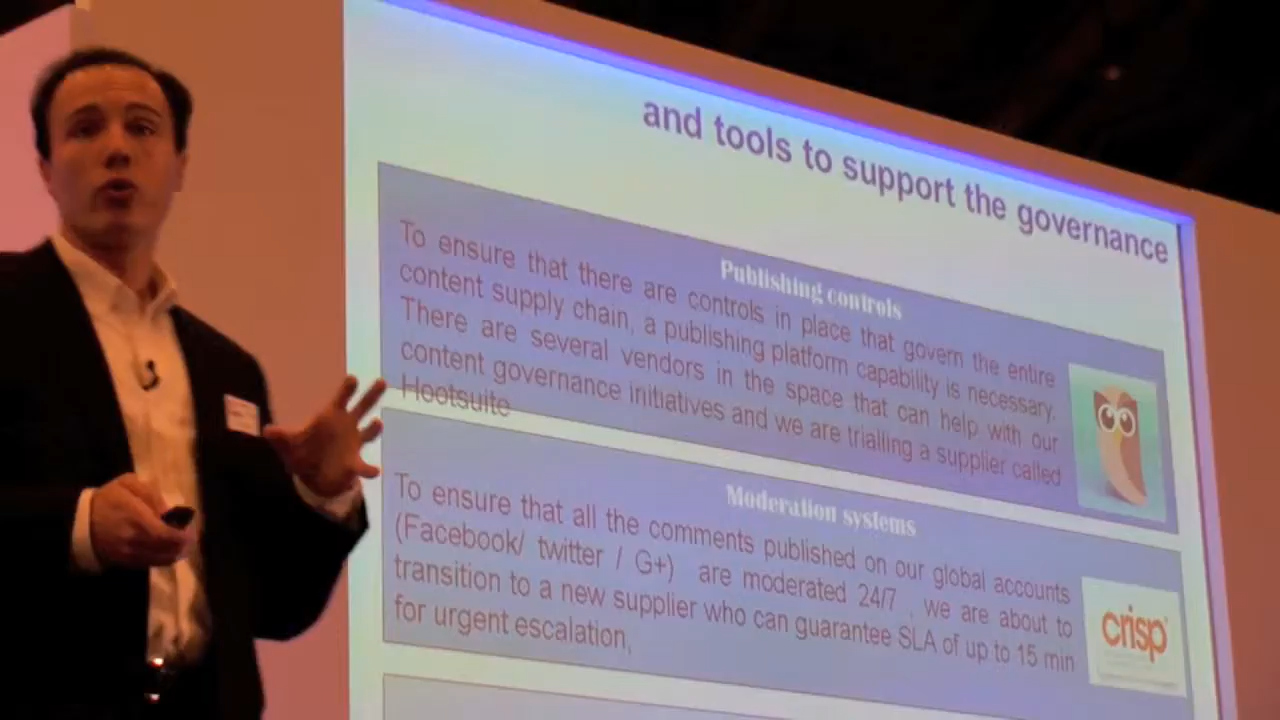 and tools to support the governance
Publishing controls
To ensure that there are controls in place that govern the entire
content supply chain, a publishing platform capability is necessary.
There are several vendors in the space that can help with our
content governance initiatives and we are trialling a supplier called
Hootsuite
Moderation systems
To ensure that all the comments published on our global accounts
(Facebook/ twitter / G+) are moderated 24/7 , we are about to
transition to a new supplier who can guarantee SLA of up to 15 min
for urgent escalation,
crisp